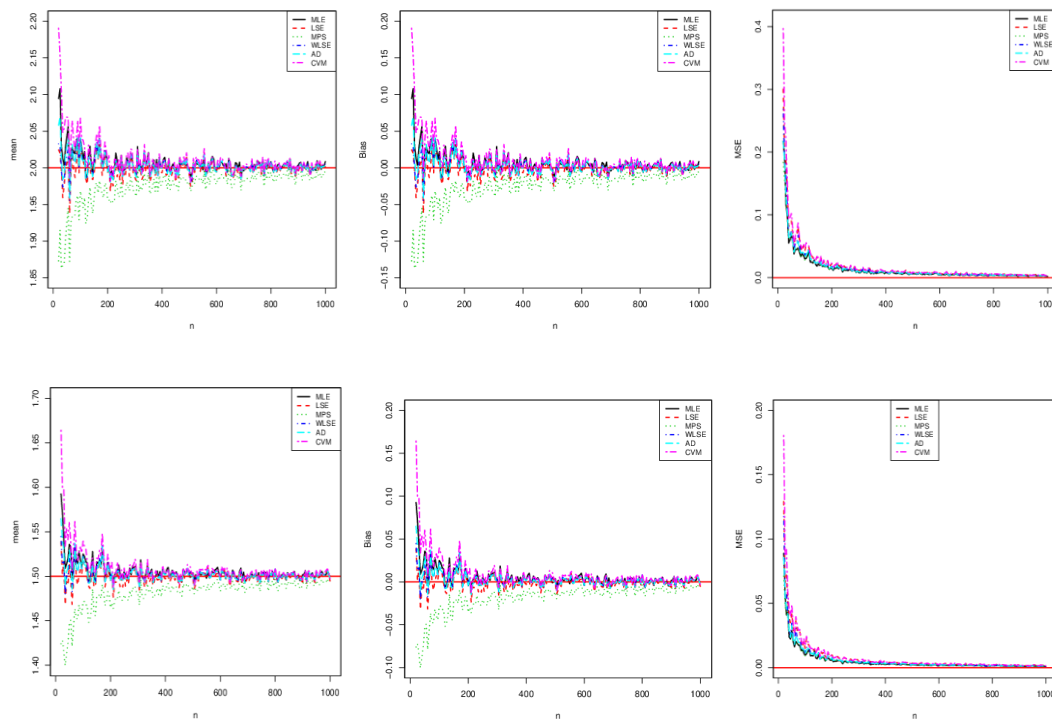 MLE
LSE
MPS
WLSE
AD
CVM
2.20
2.15
2.10
2.05
2.00
1.95
1.90
1.85
mean
0 200 400 600 800 1000
n
MLE
LSE
MPS
WLSE
AD
CVM
0.20
0.15
0.10
0.05
0.00
-0.05
-0.10
-0.15
Bias
0 200 400 600 800 1000
n
MLE
LSE
MPS
WLSE
AD
CVM
0.4
0.3
0.2
0.1
0.0
MSE
0 200 400 600 800 1000
n
MLE
LSE
MPS
WLSE
AD
CVM
1.70
1.65
1.60
1.55
1.50
1.45
1.40
mean
0 200 400 600 800 1000
n
MLE
LSE
MPS
WLSE
AD
CVM
0.20
0.15
0.10
0.05
0.00
-0.05
-0.10
Bias
0 200 400 600 800 1000
n
MLE
LSE
MPS
WLSE
AD
CVM
0.20
0.15
0.10
0.05
0.00
MSE
0 200 400 600 800 1000
n